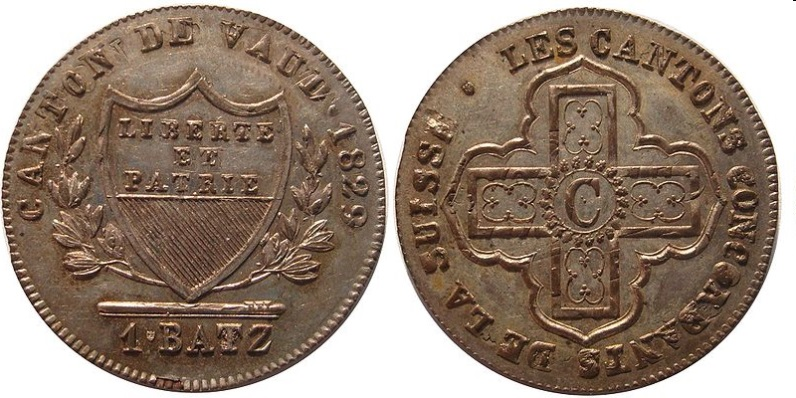 CANTON DE VAUD · 1829
LIBERTE
ET
PATRIE
1·BATZ
LES CANTONS CONCORDANTS DE LA SUISSE ·
C